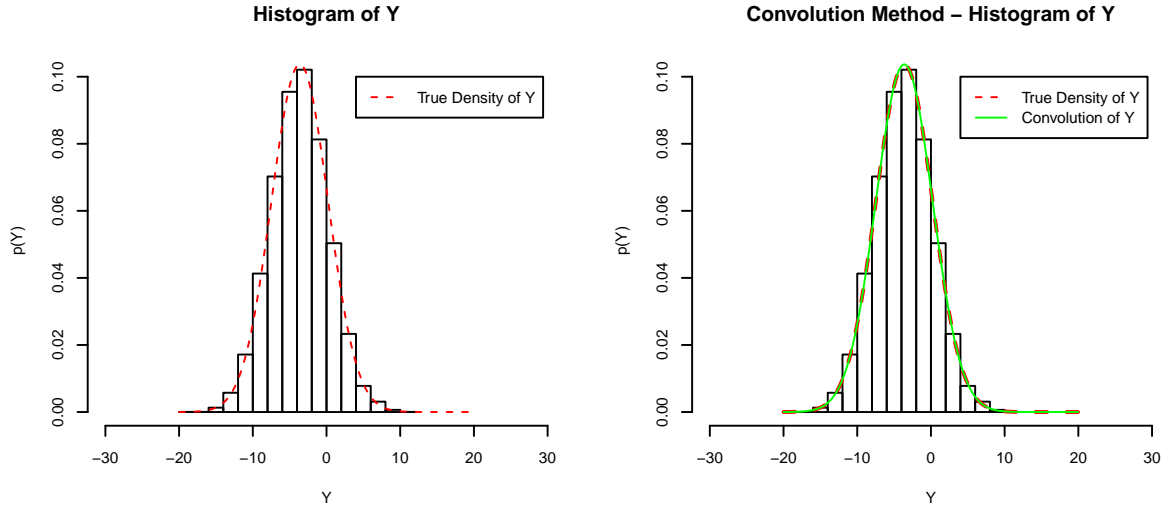 Histogram of Y
0.10
0.08
0.06
0.04
0.02
0.00
p(Y)
True Density of Y
−30 −20 −10 0 10 20 30
Y
Convolution Method − Histogram of Y
0.10
0.08
0.06
0.04
0.02
0.00
p(Y)
True Density of Y
Convolution of Y
−30 −20 −10 0 10 20 30
Y